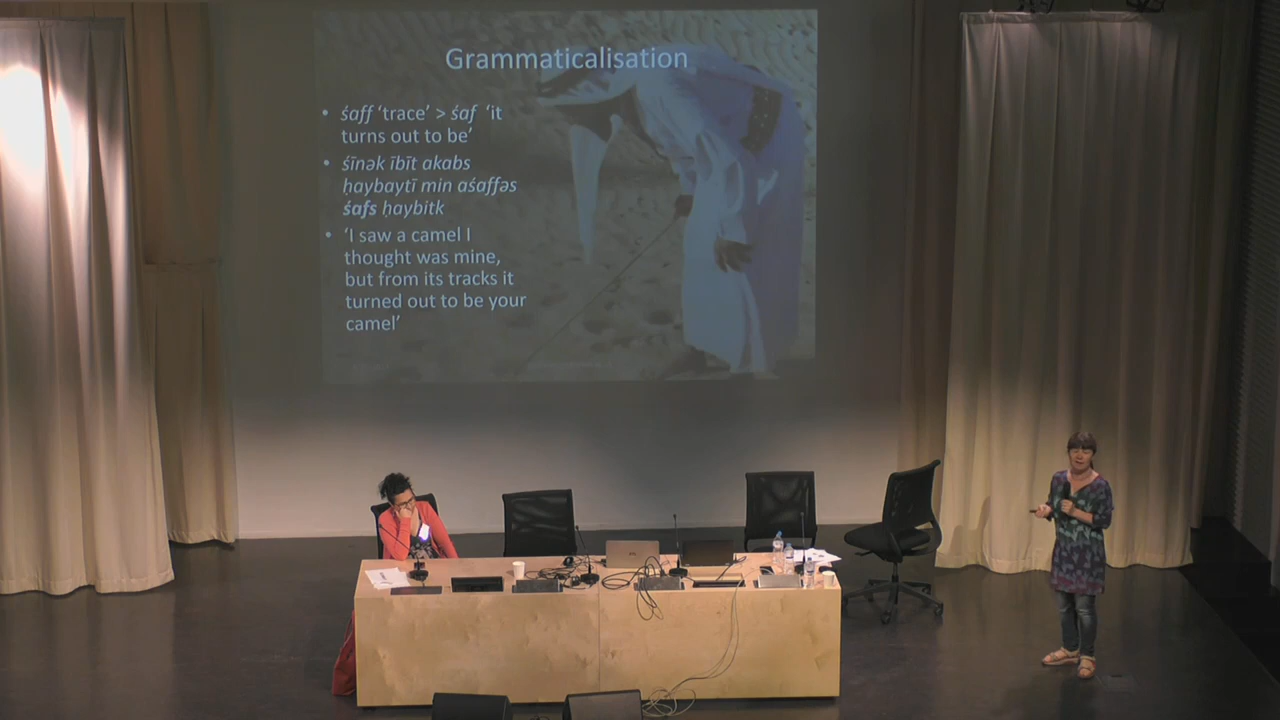 Grammaticalisation
• śaff ‘trace’ > śaf ‘it
turns out to be’
• śīnək ībīt akabs
ḥaybaytī min aśaffəs
śafs ḥaybitk
• ‘I saw a camel I
thought was mine,
but from its tracks it
turned out to be your
camel’